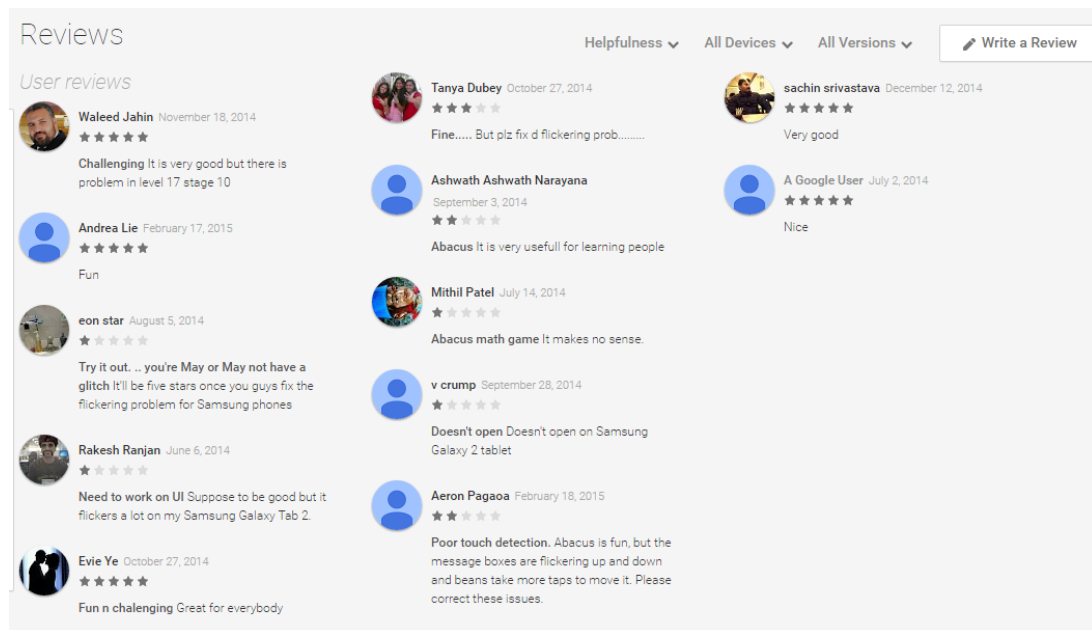 Reviews
Helpfulness
All Devices
All Versions
Write a Review
User reviews
Waleed Jahin November 18, 2014
Challenging It is very good but there is
problem in level 17 stage 10
Andrea Lie February 17, 2015
Fun
eon star August 5, 2014
Try it out. .. you're May or May not have a
glitch It'll be five stars once you guys fix the
flickering problem for Samsung phones
Rakesh Ranjan June 6, 2014
Need to work on UI Suppose to be good but it
flickers a lot on my Samsung Galaxy Tab 2.
Evie Ye October 27, 2014
Fun n chalenging Great for everybody
Tanya Dubey October 27, 2014
Fine..... But plz fix d flickering prob.........
Ashwath Ashwath Narayana
September 3, 2014
Abacus It is very usefull for learning people
Mithil Patel July 14, 2014
Abacus math game It makes no sense.
v crump September 28, 2014
Doesn't open Doesn't open on Samsung
Galaxy 2 tablet
Aeron Pagaoa February 18, 2015
Poor touch detection. Abacus is fun, but the
message boxes are flickering up and down
and beans take more taps to move it. Please
correct these issues.
sachin srivastava December 12, 2014
Very good
A Google User July 2, 2014
Nice